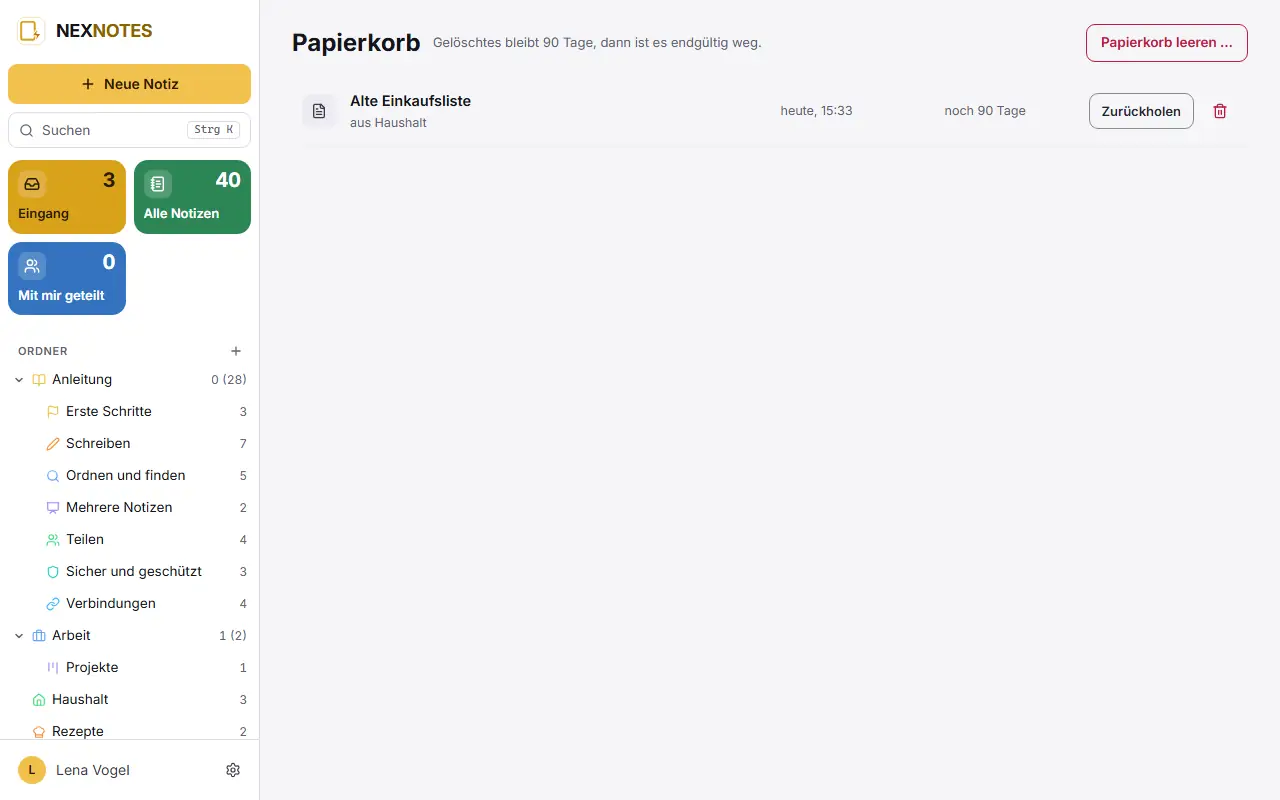 NEXNOTES
Neue Notiz
Suchen Strg K
3
Eingang
40
Alle Notizen
0
Mit mir geteilt
ORDNER
Anleitung 0 (28)
Erste Schritte 3
Schreiben 7
Ordnen und finden 5
Mehrere Notizen 2
Teilen 4
Sicher und geschützt 3
Verbindungen 4
Arbeit 1 (2)
Projekte 1
Haushalt 3
Rezepte 2
L Lena Vogel
Papierkorb Gelöschtes bleibt 90 Tage, dann ist es endgültig weg. Papierkorb leeren ...
Alte Einkaufsliste
aus Haushalt
heute, 15:33 noch 90 Tage Zurückholen